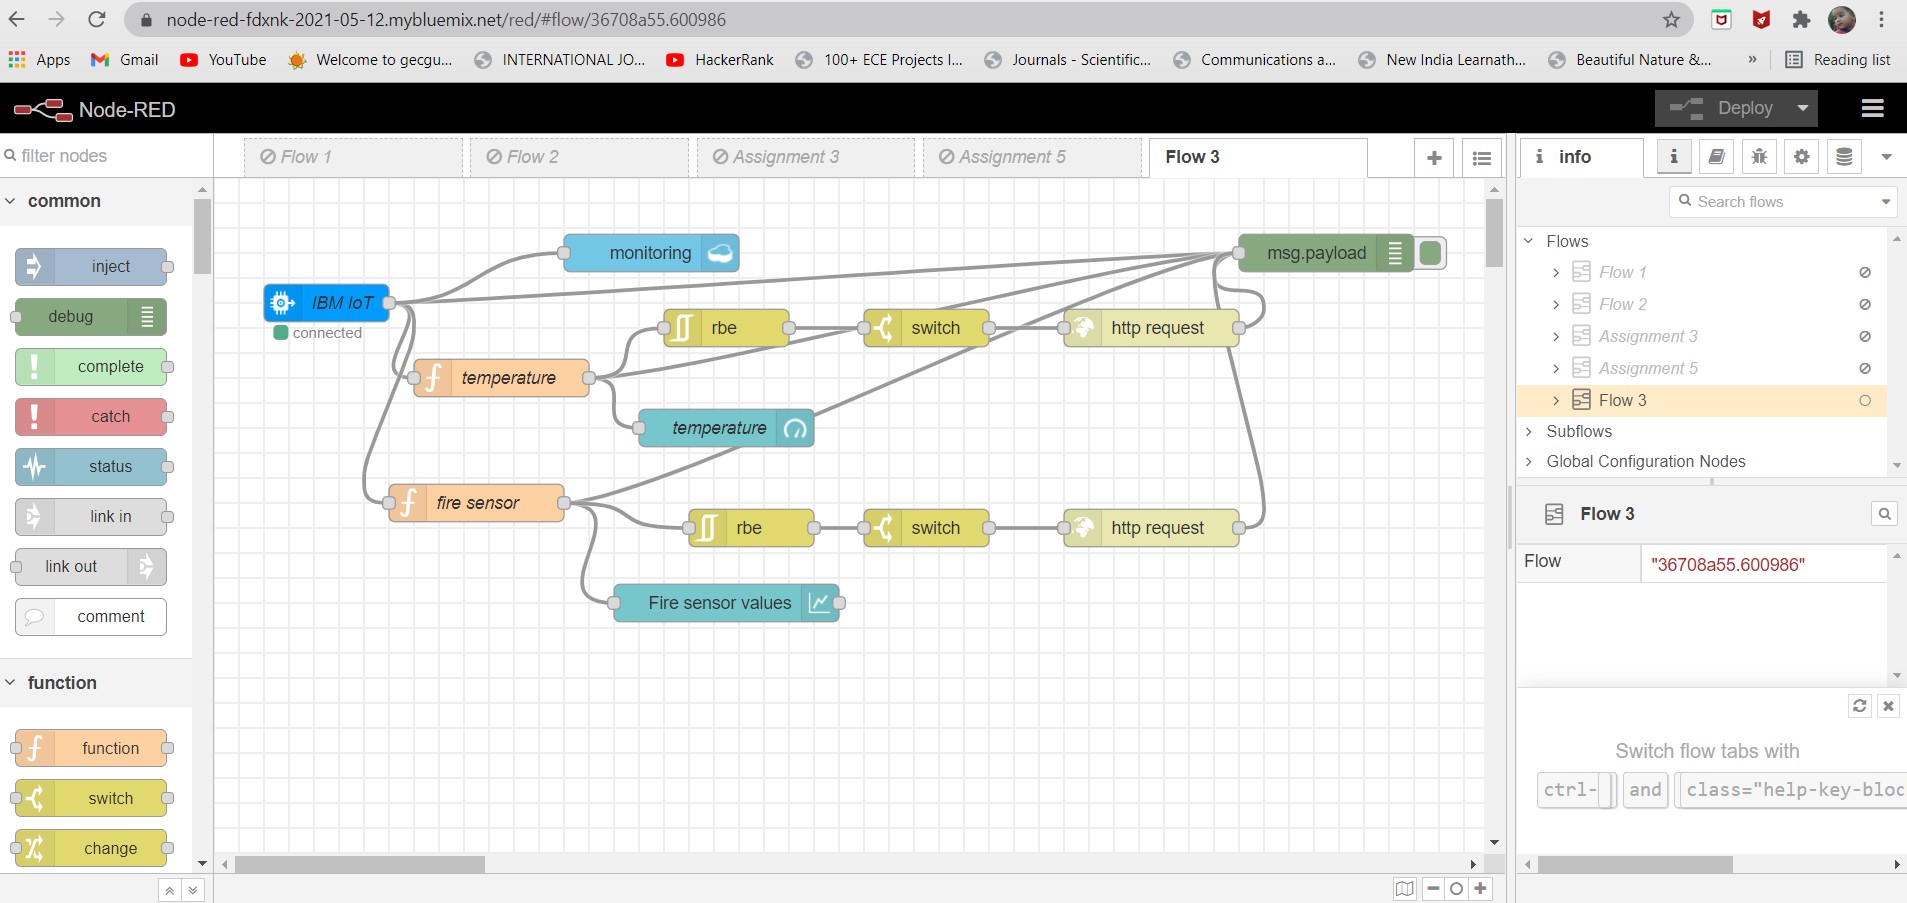 node-red-fdxnk-2021-05-12.mybluemix.net/red/#flow/36708a55.600986
Apps Gmail YouTube Welcome to gecgu... INTERNATIONAL JO... HackerRank 100+ ECE Projects I... Journals - Scientific... Communications a... New India Learnath... Beautiful Nature &... » Reading list
Node-RED Deploy
filter nodes Flow 1 Flow 2 Assignment 3 Assignment 5 Flow 3 i info
common
inject
debug
complete
catch
status
link in
link out
comment
function
function
switch
change
monitoring
msg.payload
IBM IoT
connected
rbe switch http request
temperature
temperature
fire sensor
rbe switch http request
Fire sensor values
Search flows
Flows
Flow 1
Flow 2
Assignment 3
Assignment 5
Flow 3
Subflows
Global Configuration Nodes
Flow 3
Flow "36708a55.600986"
Switch flow tabs with
ctrl- and class="help-key-bloc